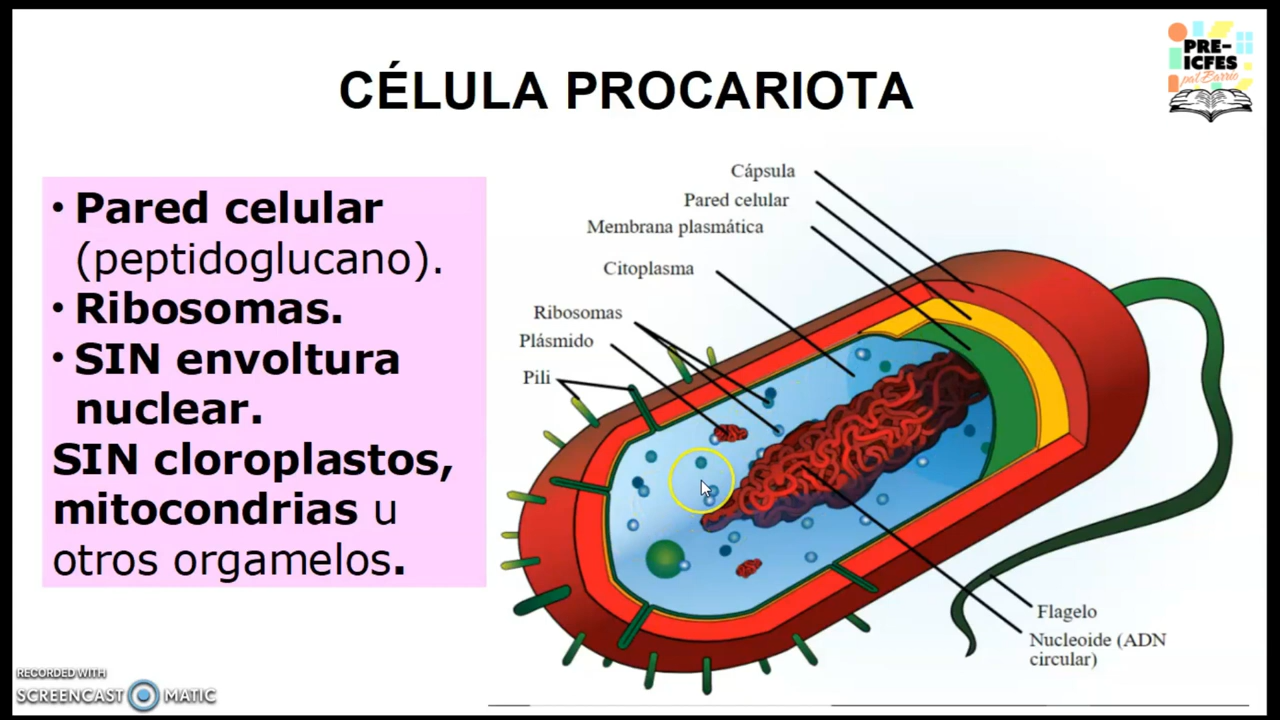 PRE-
ICFES
pal Barrio
CÉLULA PROCARIOTA
• Pared celular
(peptidoglucano).
• Ribosomas.
• SIN envoltura
nuclear.
SIN cloroplastos,
mitocondrias u
otros orgamelos.
Cápsula
Pared celular
Membrana plasmática
Citoplasma
Ribosomas
Plásmido
Pili
Flagelo
Nucleoide (ADN
circular)
RECORDED WITH
SCREENCAST MATIC